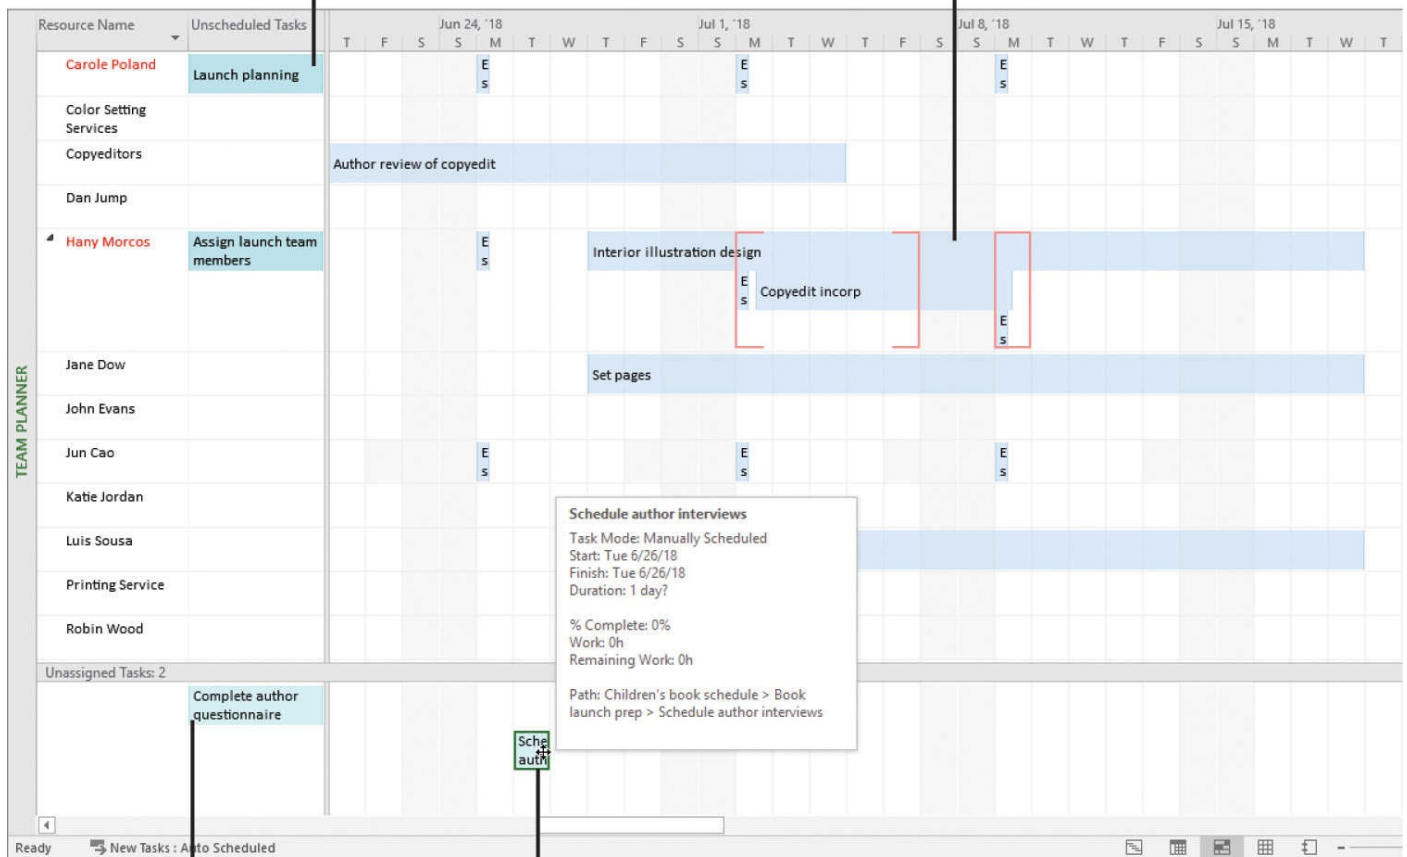 Resource Name
Unscheduled Tasks
Jun 24, '18
Jul 1, '18
Jul 8, '18
Jul 15, '18
T F S S M T W T F S S M T W T F S S M T W T F S S M T W T
Carole Poland
Launch planning
E
s
E
s
E
s
Color Setting
Services
Copyeditors
Author review of copyedit
Dan Jump
Hany Morcos
Assign launch team
members
E
s
Interior illustration design
E
s
Copyedit incorp
E
s
Jane Dow
Set pages
John Evans
Jun Cao
E
s
E
s
E
s
Katie Jordan
Luis Sousa
Printing Service
Robin Wood
TEAM PLANNER
Schedule author interviews
Task Mode: Manually Scheduled
Start: Tue 6/26/18
Finish: Tue 6/26/18
Duration: 1 day?
% Complete: 0%
Work: 0h
Remaining Work: 0h
Path: Children's book schedule > Book
launch prep > Schedule author interviews
Unassigned Tasks: 2
Complete author
questionnaire
Sche
auth
Ready
New Tasks : Auto Scheduled